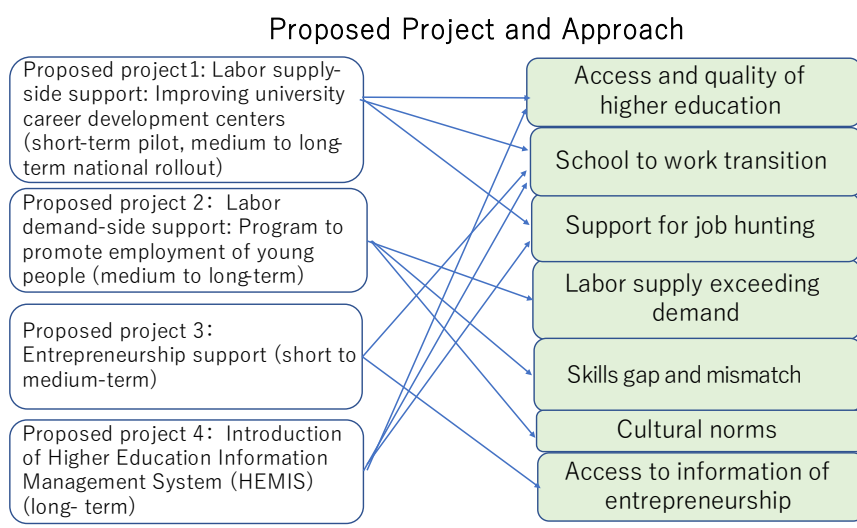 Proposed Project and Approach
Proposed project1: Labor supply-
side support: Improving university
career development centers
(short-term pilot, medium to long-
term national rollout)
Proposed project 2: Labor
demand-side support: Program to
promote employment of young
people (medium to long-term)
Proposed project 3:
Entrepreneurship support (short to
medium-term)
Proposed project 4: Introduction
of Higher Education Information
Management System (HEMIS)
(long- term)
Access and quality of
higher education
School to work transition
Support for job hunting
Labor supply exceeding
demand
Skills gap and mismatch
Cultural norms
Access to information of
entrepreneurship